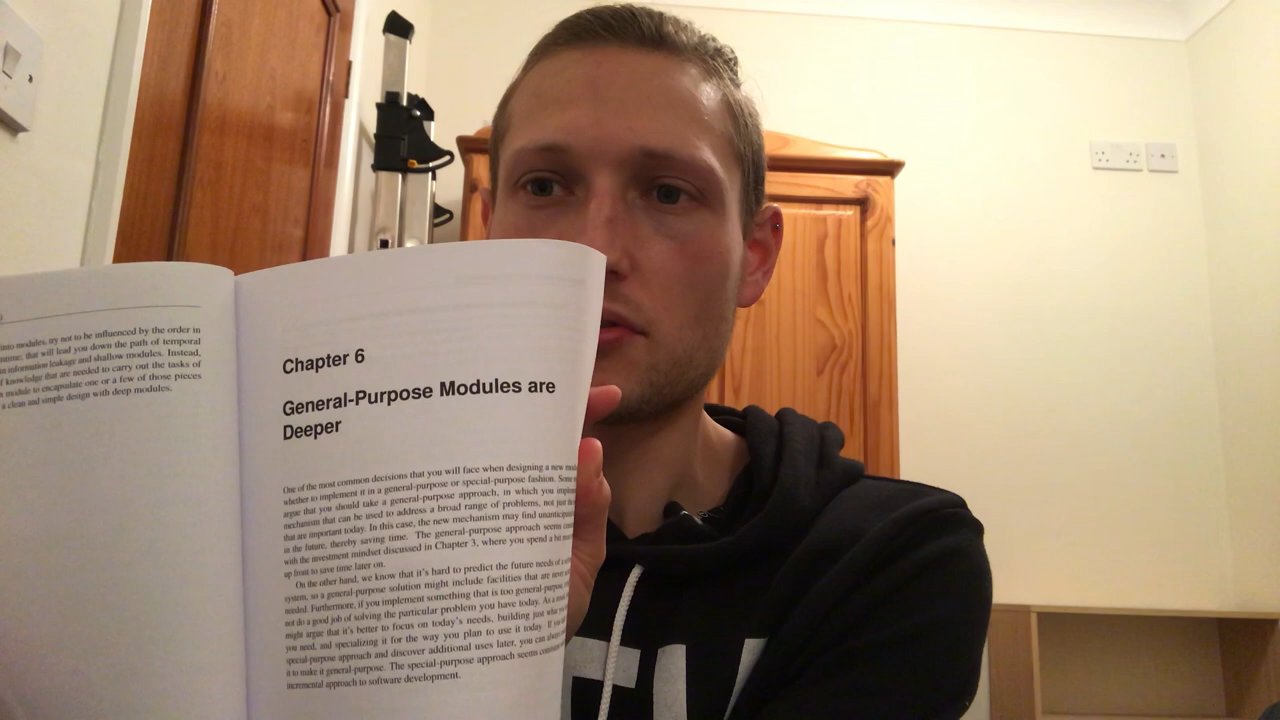 into modules, try not to be influenced by the order in
that will lead you down the path of temporal
information leakage and shallow modules. Instead,
knowledge that are needed to carry out the tasks of
module to encapsulate one or a few of those pieces
a clean and simple design with deep modules.
Chapter 6
General-Purpose Modules are
Deeper
One of the most common decisions that you will face when designing a new
whether to implement it in a general-purpose or special-purpose fashion.
argue that you should take a general-purpose approach, in which you
mechanism that can be used to address a broad range of problems, not just
that are important today. In this case, the new mechanism may find
in the future, thereby saving time. The general-purpose approach seems
with the investment mindset discussed in Chapter 3, where you spend a bit
up front to save time later on.
On the other hand, we know that it's hard to predict the future needs of a
system, so a general-purpose solution might include facilities that are never
needed. Furthermore, if you implement something that is too general-purpose,
not do a good job of solving the particular problem you have today. As a
might argue that it's better to focus on today's needs, building just what
you need, and specializing it for the way you plan to use it today. If
special-purpose approach and discover additional uses later, you can
it to make it general-purpose. The special-purpose approach seems
incremental approach to software development.